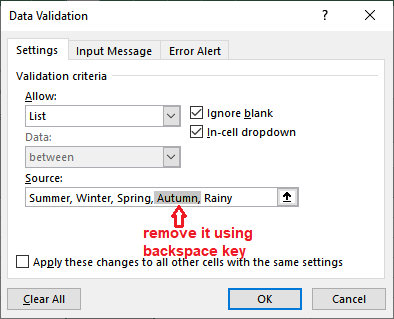 Data Validation
Settings
Input Message
Error Alert
Validation criteria
Allow:
List
Ignore blank
In-cell dropdown
Data:
between
Source:
Summer, Winter, Spring, Autumn, Rainy
remove it using
backspace key
Apply these changes to all other cells with the same settings
Clear All
OK
Cancel